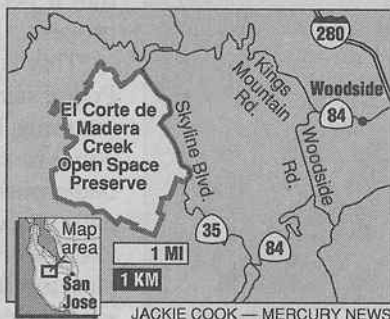 280
Kings
Mountain
Rd.
Woodside
84
El Corte de
Madera
Creek
Open Space
Preserve
Skyline Blvd.
Woodside
Rd.
35
84
Map
area
San
Jose
1 MI
1 KM
JACKIE COOK — MERCURY NEWS